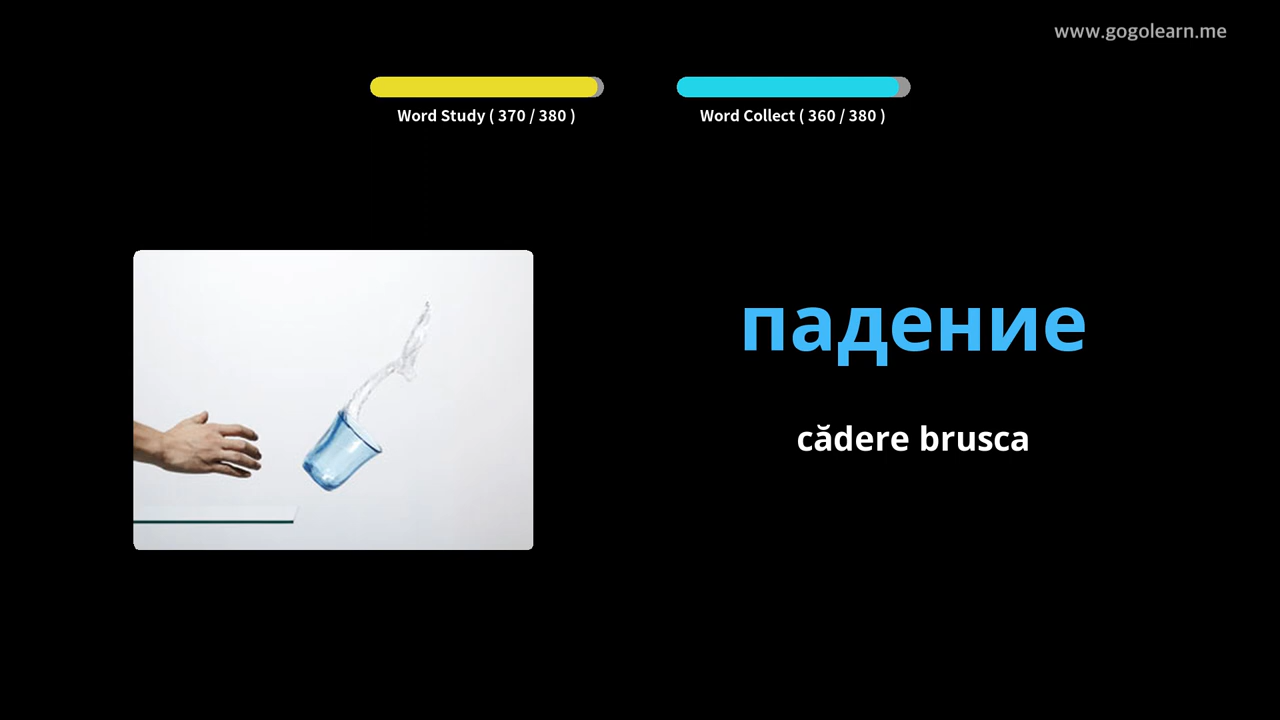 www.gogolearn.me
Word Study ( 370 / 380 )
Word Collect ( 360 / 380 )
падение
cădere brusca